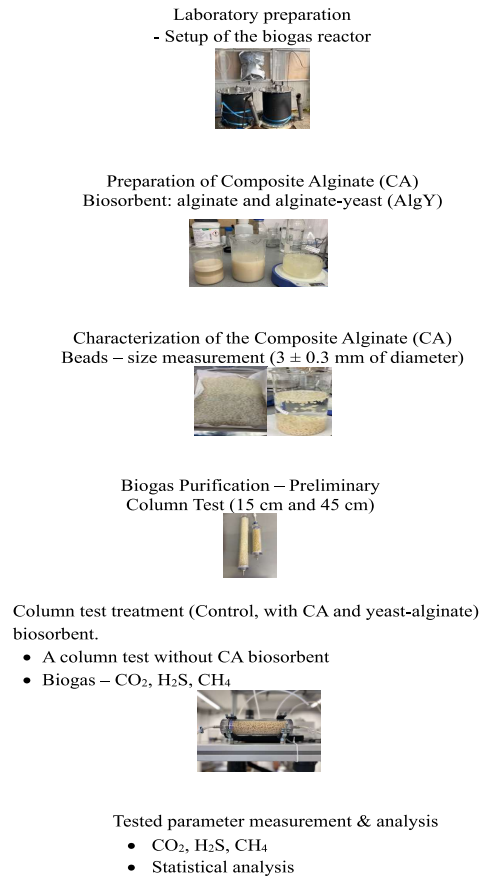 Laboratory preparation
- Setup of the biogas reactor
Preparation of Composite Alginate (CA)
Biosorbent: alginate and alginate-yeast (AlgY)
Characterization of the Composite Alginate (CA)
Beads – size measurement (3 ± 0.3 mm of diameter)
Biogas Purification – Preliminary
Column Test (15 cm and 45 cm)
Column test treatment (Control, with CA and yeast-alginate)
biosorbent.
• A column test without CA biosorbent
• Biogas – CO₂, H₂S, CH₄
Tested parameter measurement & analysis
• CO₂, H₂S, CH₄
• Statistical analysis